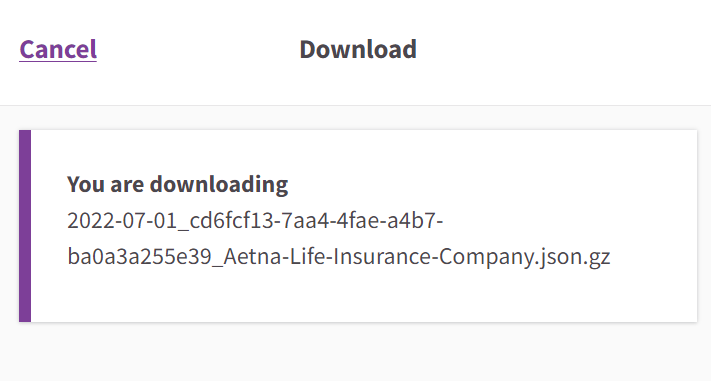 Cancel
Download
You are downloading
2022-07-01_cd6fcf13-7aa4-4fae-a4b7-
ba0a3a255e39_Aetna-Life-Insurance-Company.json.gz